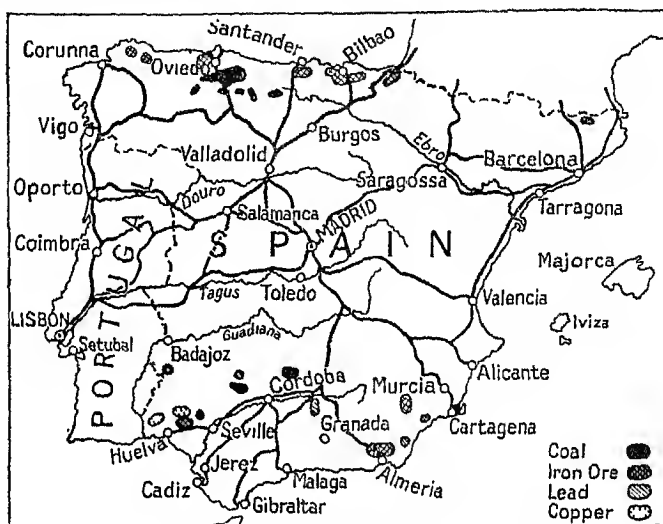 Santander
Corunna
Bilbao
Oviedo
Vigo
Burgos
Ebro
Valladolid
Barcelona
Saragossa
Oporto
Douro
Salamanca
Tarragona
MADRID
Coimbra
SPAIN
PORTUGAL
Majorca
Tagus
Toledo
Valencia
LISBON
Iviza
Setubal
Guadiana
Badajoz
Alicante
Cordoba
Murcia
Granada
Cartagena
Seville
Huelva
Coal
Jerez
Iron Ore
Cadiz
Malaga
Almeria
Lead
Gibraltar
Copper